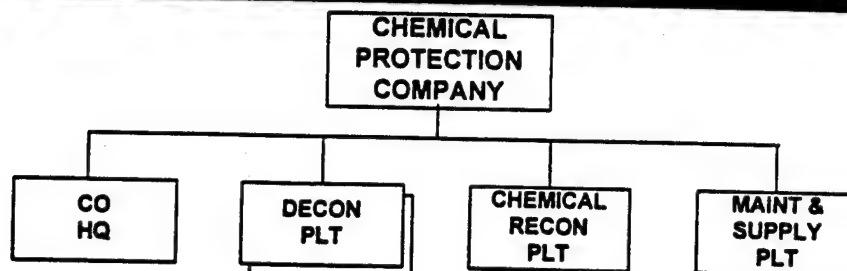 CHEMICAL
PROTECTION
COMPANY
CO
HQ
DECON
PLT
CHEMICAL
RECON
PLT
MAINT &
SUPPLY
PLT